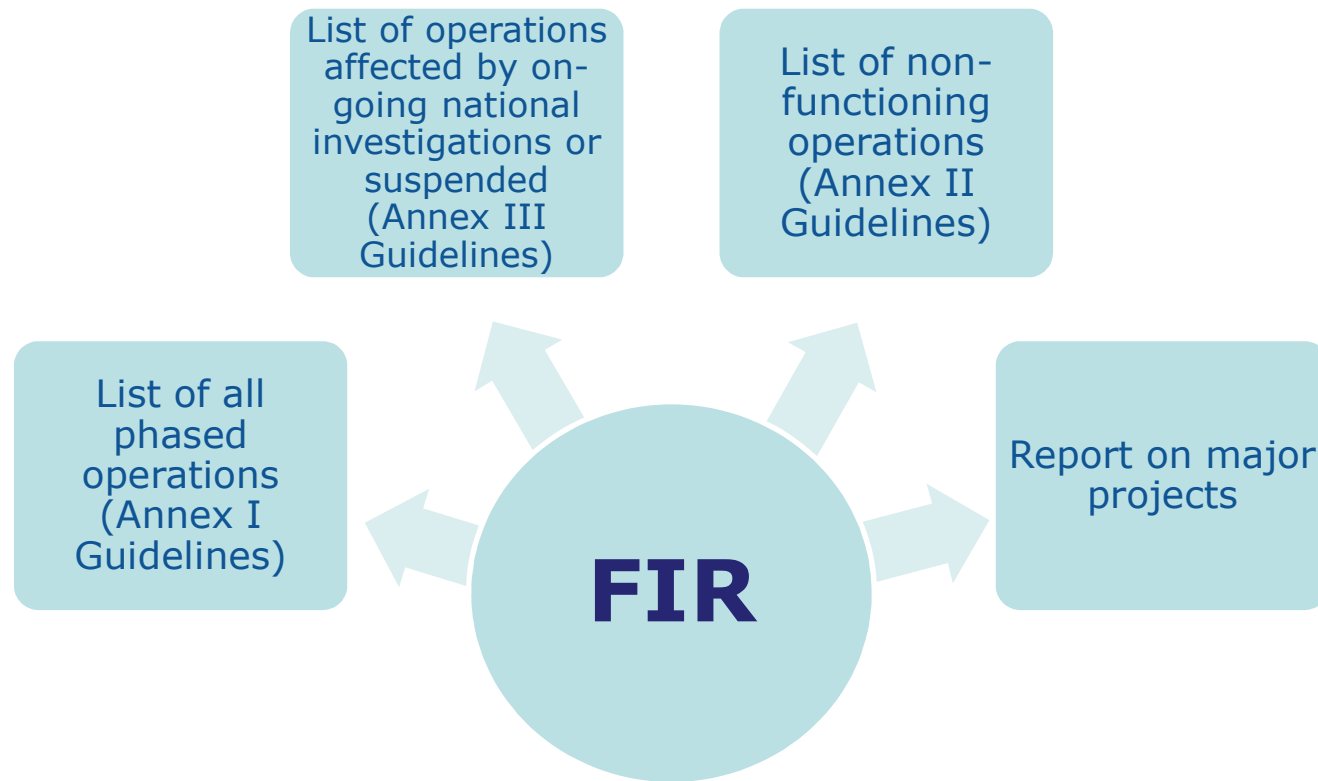 List of operations
affected by on-
going national
investigations or
suspended
(Annex III
Guidelines)
List of non-
functioning
operations
(Annex II
Guidelines)
List of all
phased
operations
(Annex I
Guidelines)
Report on major
projects
FIR